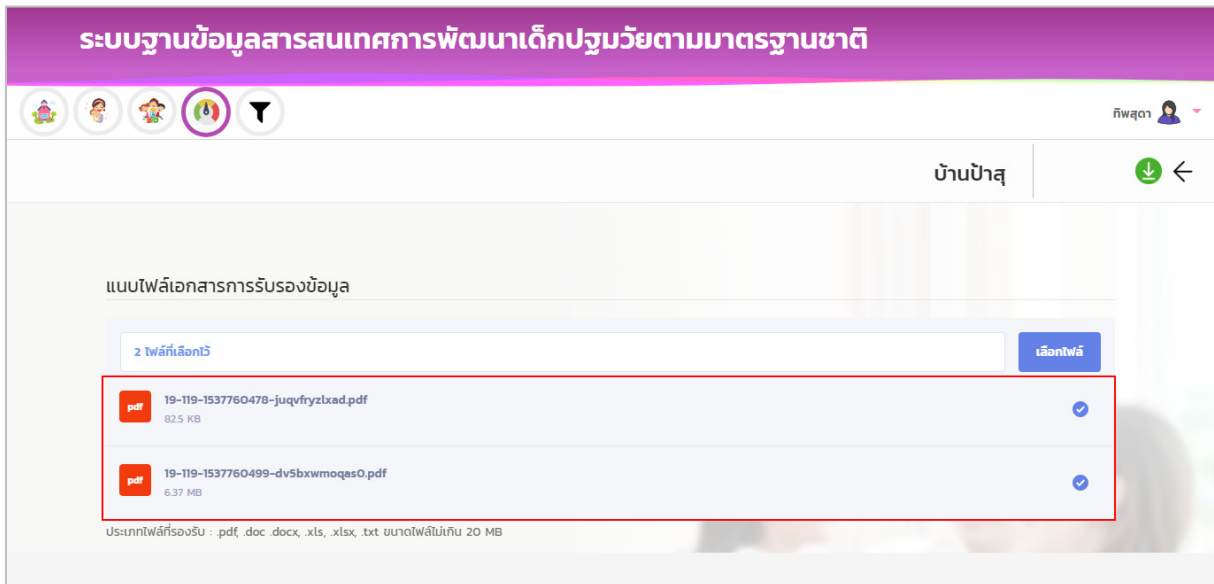 ระบบฐานข้อมูลสารสนเทศการพัฒนาเด็กปฐมวัยตามมาตรฐานชาติ
ทิพสุดา
บ้านป้าสุ
แนบไฟล์เอกสารการรับรองข้อมูล
2 ไฟล์ที่เลือกไว้
เลือกไฟล์
pdf
19-119-1537760478-juqvfryzlxad.pdf
82.5 KB
pdf
19-119-1537760499-dv5bxwmoqas0.pdf
6.37 MB
ประเภทไฟล์ที่รองรับ : .pdf, .doc .docx, .xls, .xlsx, .txt ขนาดไฟล์ไม่เกิน 20 MB